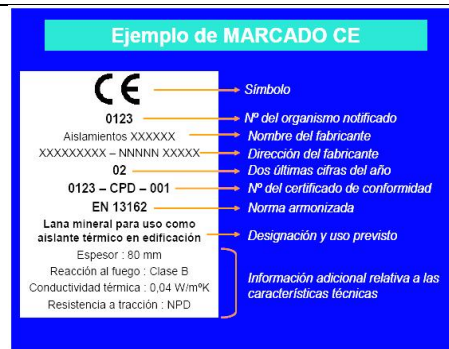 Ejemplo de MARCADO CE
CE
Símbolo
0123
Nº del organismo notificado
Aislamientos XXXXXX
Nombre del fabricante
XXXXXXXXX – NNNNN XXXXX
Dirección del fabricante
02
Dos últimas cifras del año
0123 – CPD – 001
Nº del certificado de conformidad
EN 13162
Norma armonizada
Lana mineral para uso como
aislante térmico en edificación
Designación y uso previsto
Espesor : 80 mm
Reacción al fuego : Clase B
Conductividad térmica : 0,04 W/mºK
Resistencia a tracción : NPD
Información adicional relativa a las
características técnicas